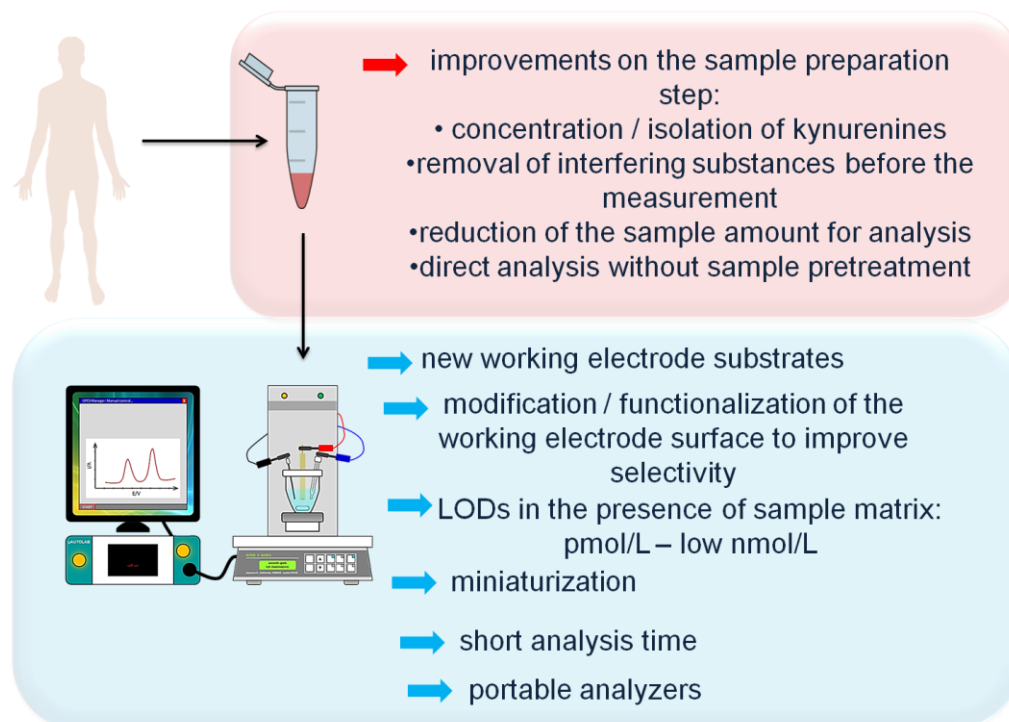 improvements on the sample preparation
step:
• concentration / isolation of kynurenines
•removal of interfering substances before the
measurement
•reduction of the sample amount for analysis
•direct analysis without sample pretreatment
new working electrode substrates
modification / functionalization of the
working electrode surface to improve
selectivity
LODs in the presence of sample matrix:
pmol/L – low nmol/L
miniaturization
short analysis time
portable analyzers
I/A
E/V
µAUTOLAB